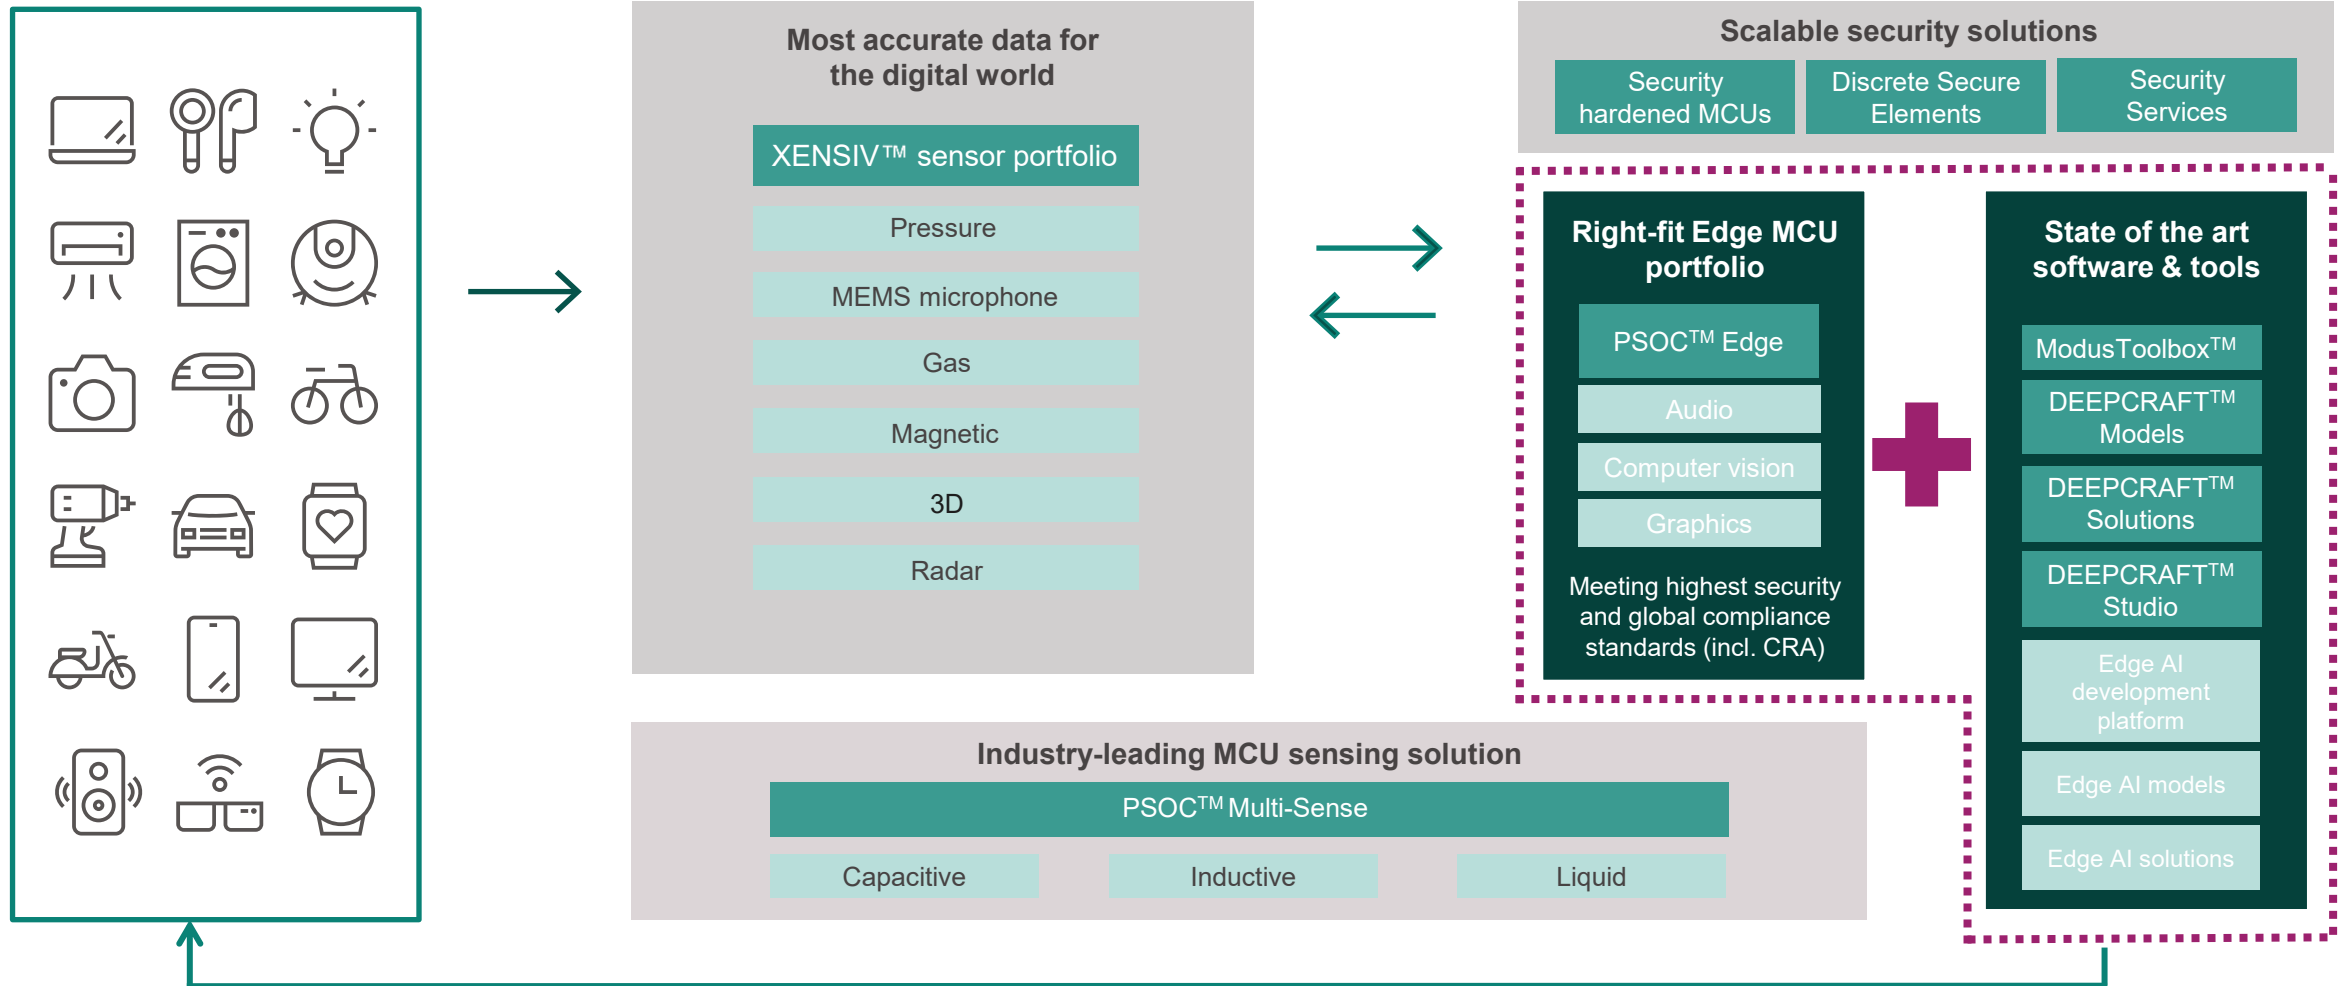 Most accurate data for
the digital world
XENSIV™ sensor portfolio
Pressure
MEMS microphone
Gas
Magnetic
3D
Radar
Scalable security solutions
Security
hardened MCUs
Discrete Secure
Elements
Security
Services
Right-fit Edge MCU
portfolio
PSOC™ Edge
Audio
Computer vision
Graphics
Meeting highest security
and global compliance
standards (incl. CRA)
State of the art
software & tools
ModusToolbox™
DEEPCRAFT™
Models
DEEPCRAFT™
Solutions
DEEPCRAFT™
Studio
Edge AI
development
platform
Edge AI models
Edge AI solutions
Industry-leading MCU sensing solution
PSOC™ Multi-Sense
Capacitive
Inductive
Liquid